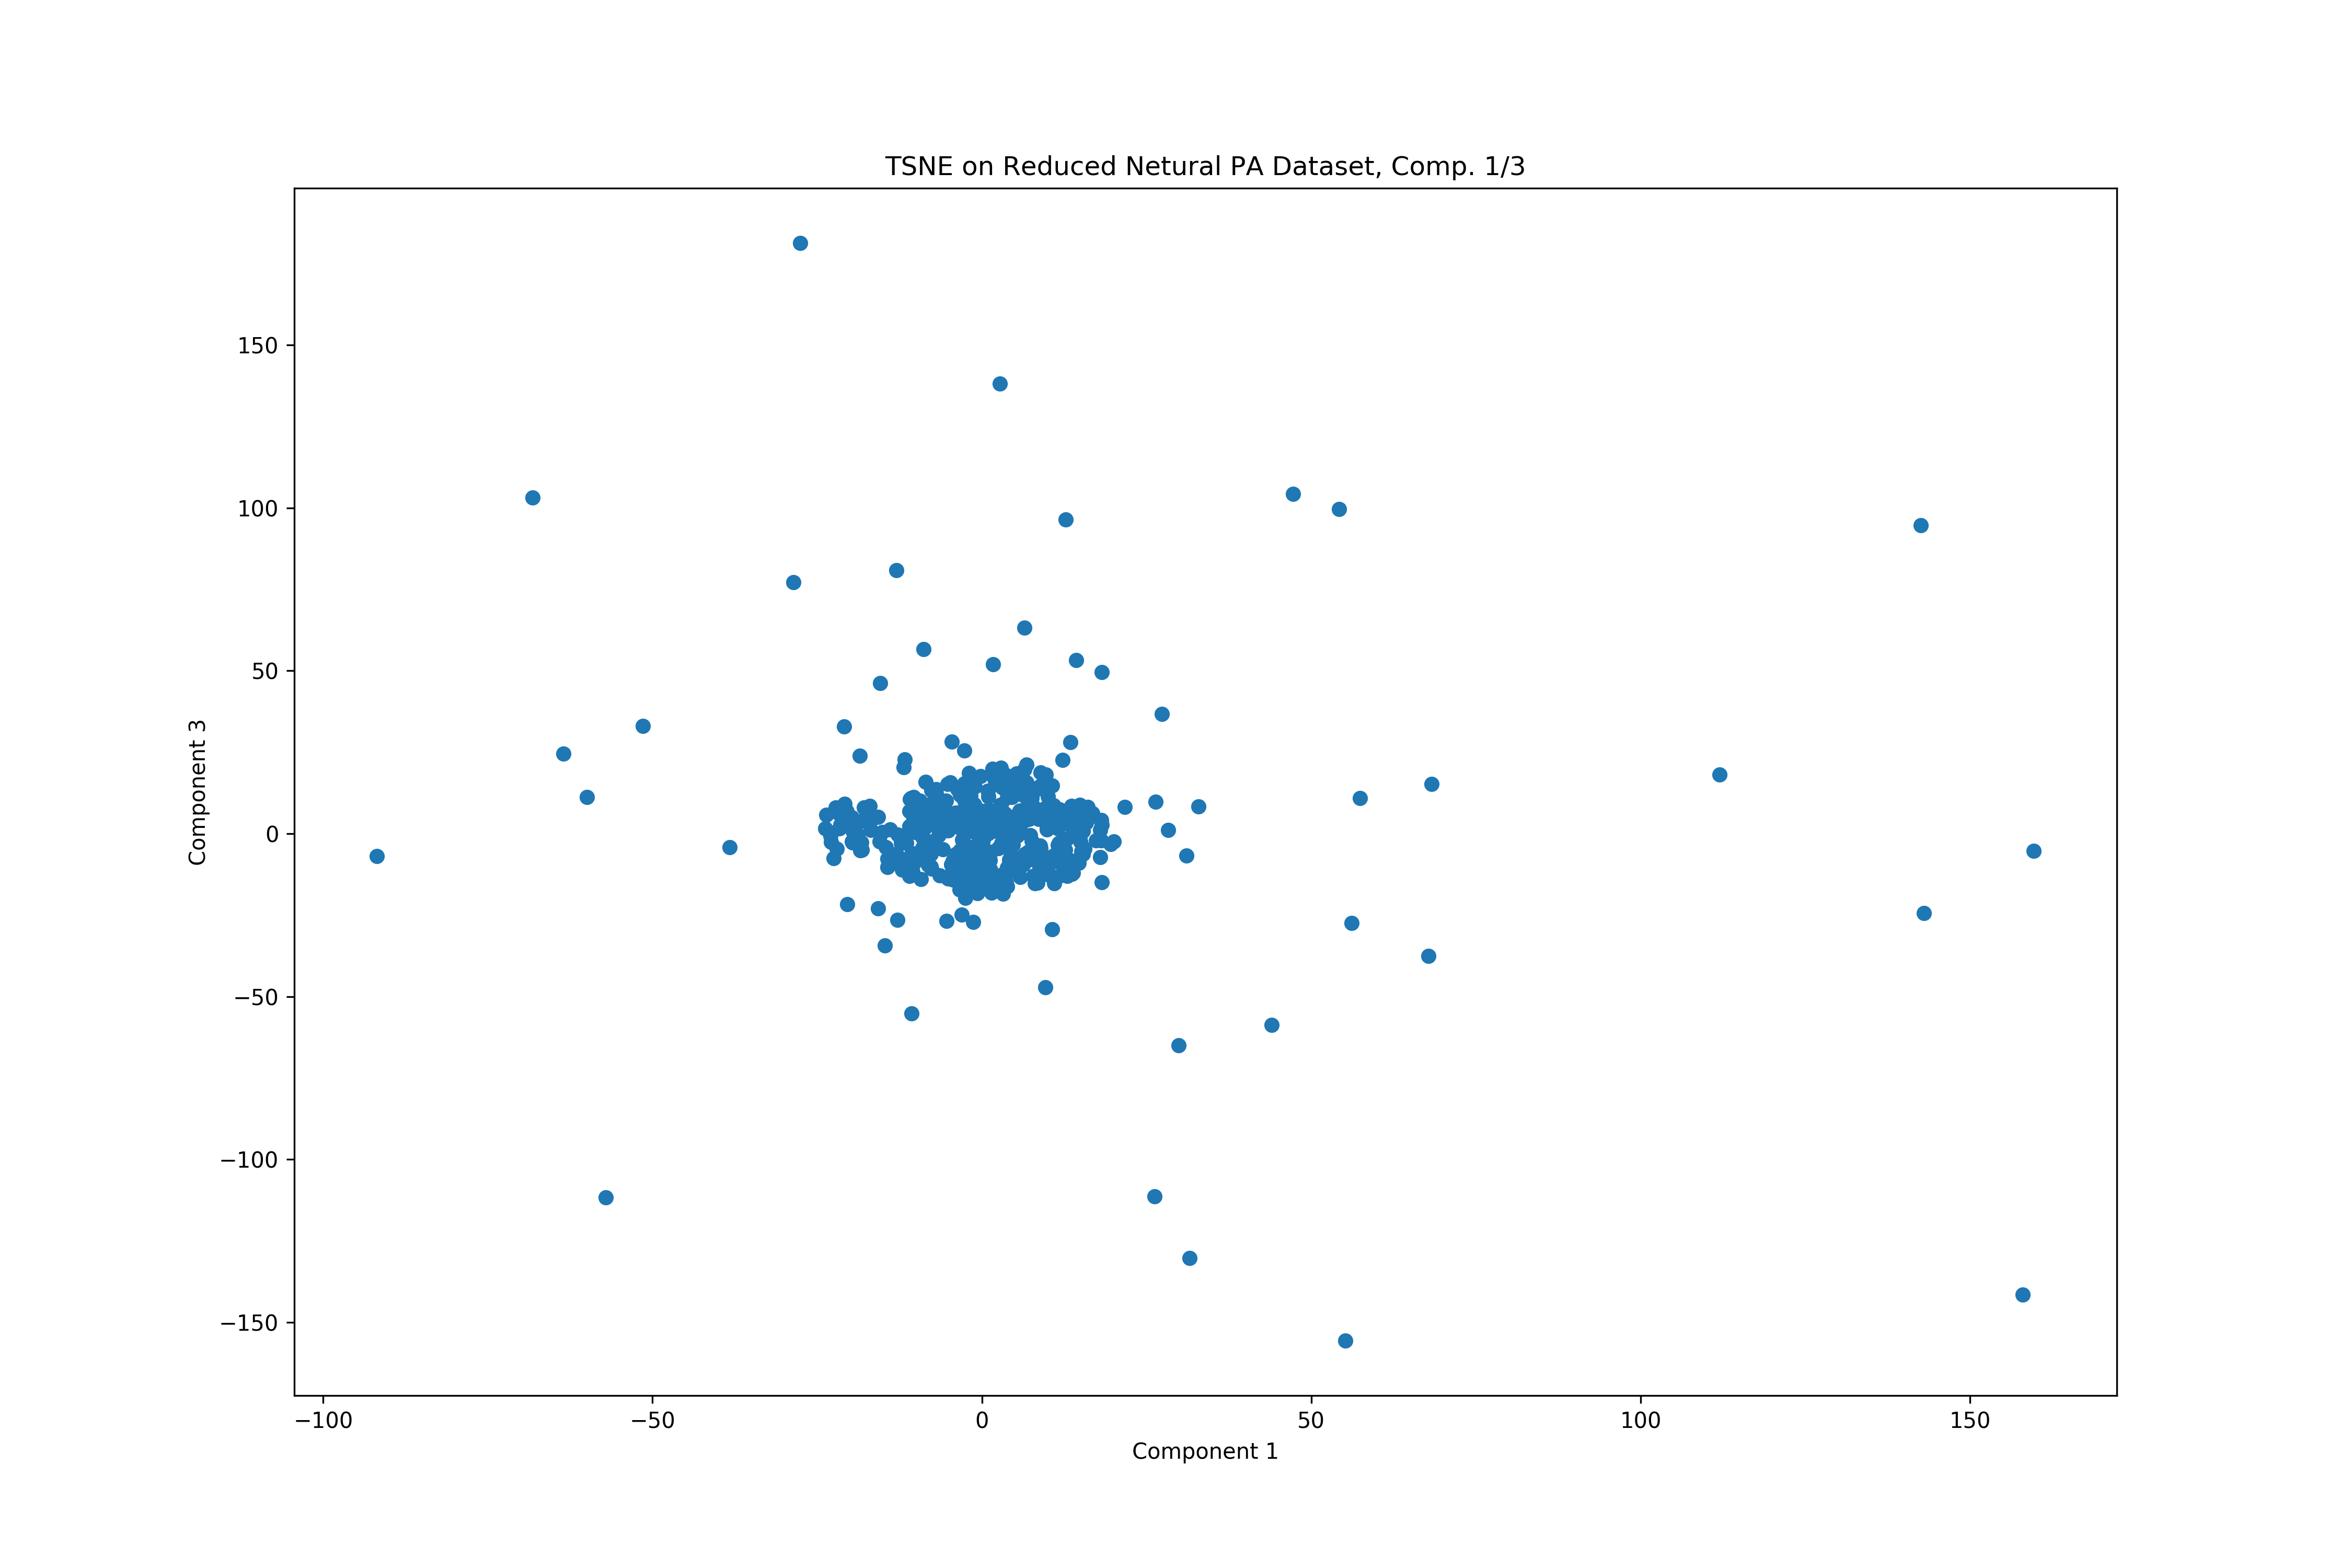 TSNE on Reduced Netural PA Dataset, Comp. 1/3
150
100
50
0
−50
−100
−150
Component 3
−100 −50 0 50 100 150
Component 1